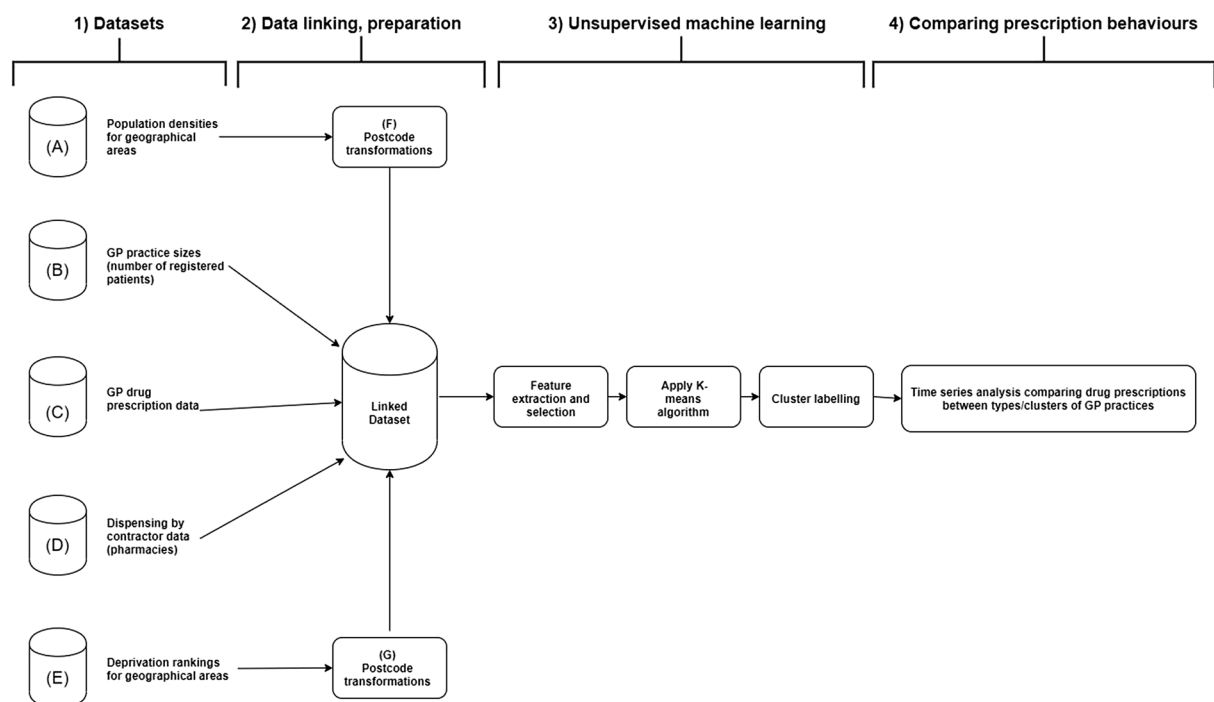 1) Datasets
2) Data linking, preparation
3) Unsupervised machine learning
4) Comparing prescription behaviours
(A)
Population densities
for geographical
areas
(F)
Postcode
transformations
(B)
GP practice sizes
(number of registered
patients)
(C)
GP drug
prescription data
Linked
Dataset
Feature
extraction and
selection
Apply K-
means
algorithm
Cluster labelling
Time series analysis comparing drug prescriptions
between types/clusters of GP practices
(D)
Dispensing by
contractor data
(pharmacies)
(E)
Deprivation rankings
for geographical areas
(G)
Postcode
transformations